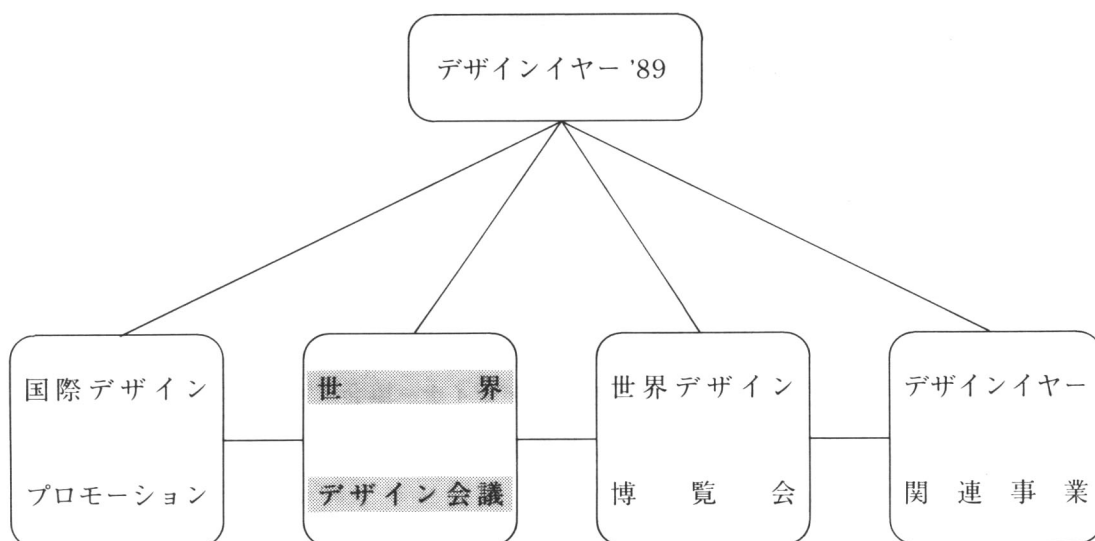 デザインイヤー '89
国際デザイン
プロモーション
世界
デザイン会議
世界デザイン
博覧会
デザインイヤー
関連事業